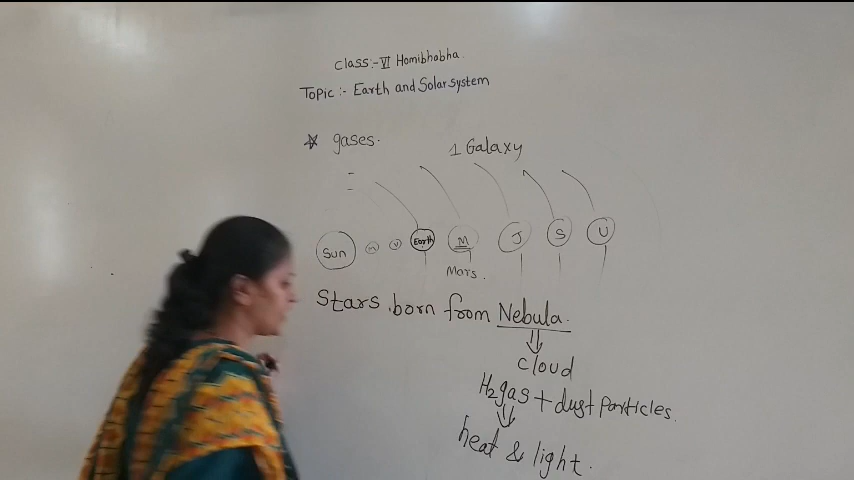 Class:- VI Homibhabha.
Topic:- Earth and Solar system
☆ gases.
1 Galaxy
Sun m v Earth M J S U
Mars.
Stars born from Nebula.
cloud
H2gas + dust particles.
heat & light.